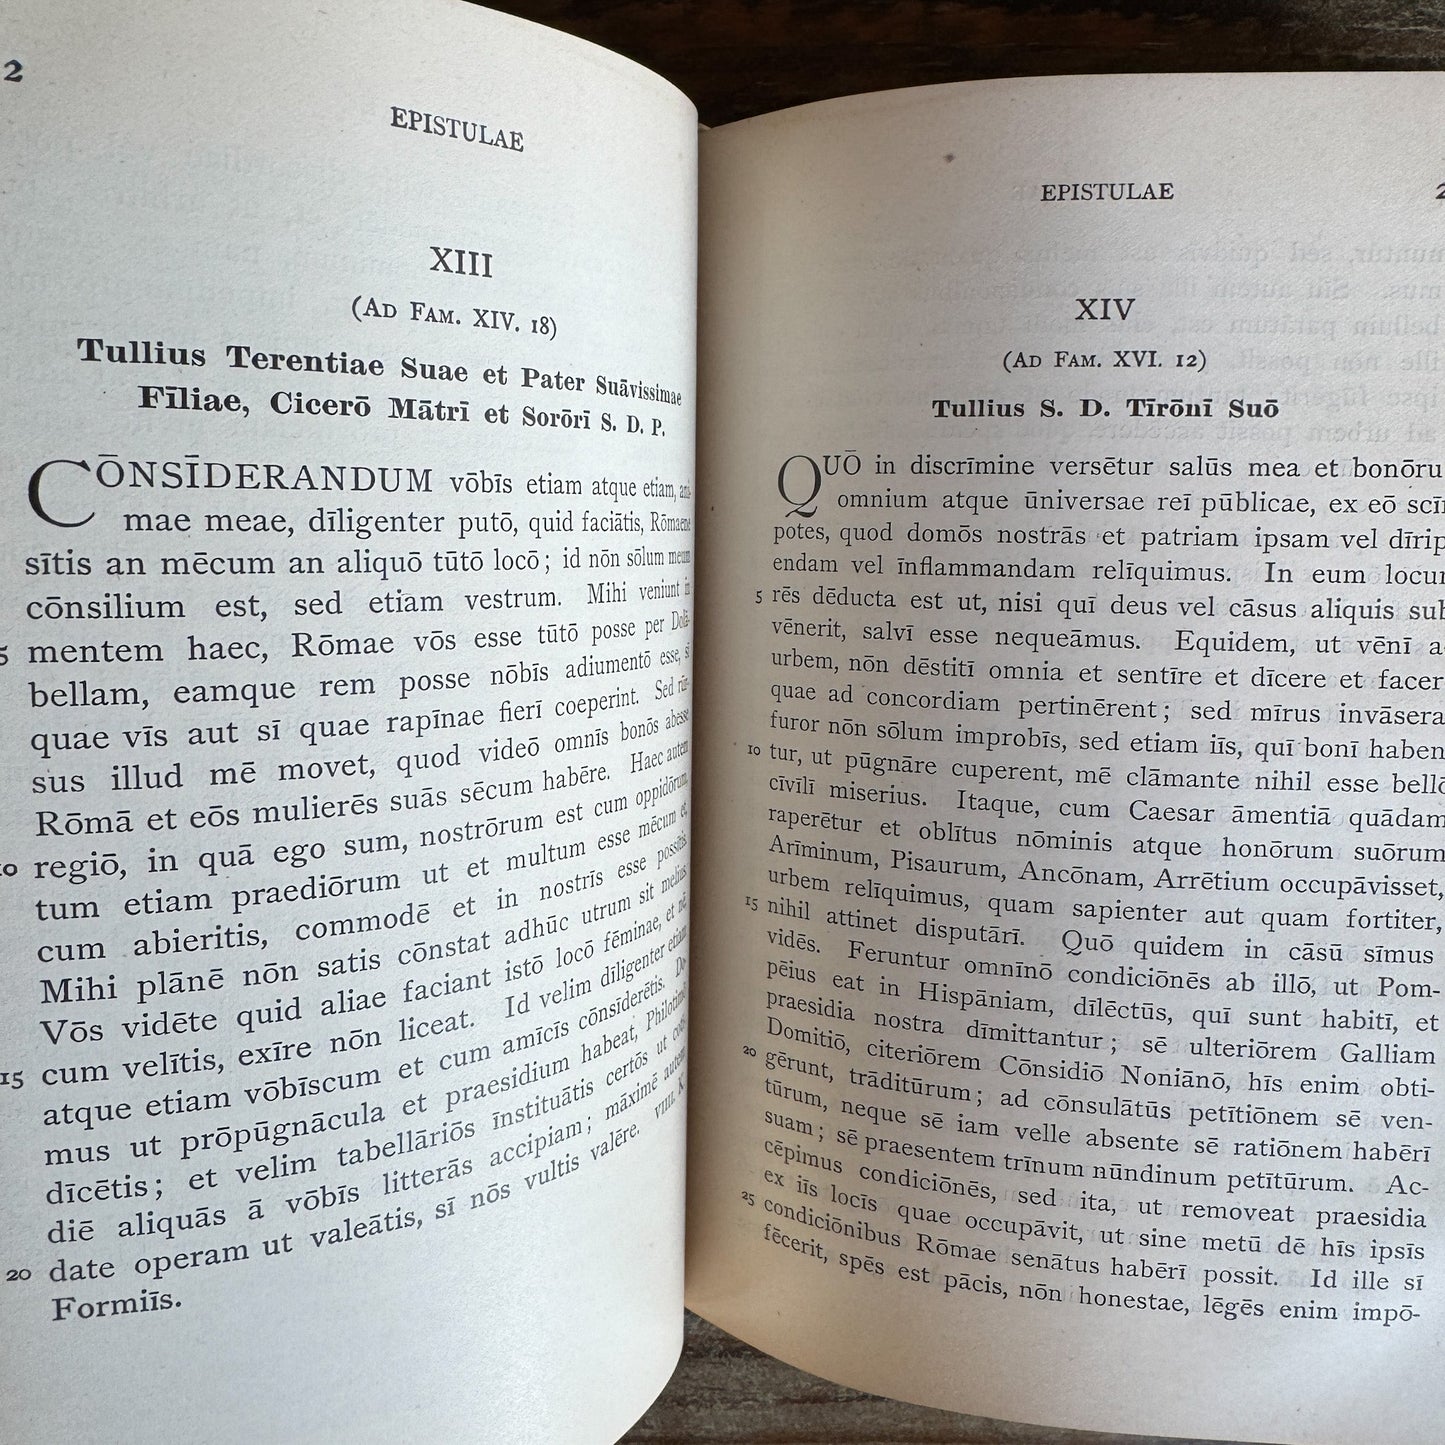 2
EPISTULAE
XIII
(AD FAM. XIV. 18)
Tullius Terentiae Suae et Pater Suāvissimae
Fīliae, Cicerō Mātrī et Sorōrī S. D. P.
CŌNSĪDERANDUM vōbīs etiam atque etiam, ani-
mae meae, dīligenter putō, quid faciātis, Rōmaene
sītis an mēcum an aliquō tūtō locō; id nōn sōlum meum
cōnsilium est, sed etiam vestrum. Mihi veniunt in
5 mentem haec, Rōmae vōs esse tūtō posse per Dolā-
bellam, eamque rem posse nōbīs adiumentō esse, sī
quae vīs aut sī quae rapīnae fierī coeperint. Sed rūr-
sus illud mē movet, quod videō omnīs bonōs abesse
Rōmā et eōs mulierēs suās sēcum habēre. Haec autem
10 regiō, in quā ego sum, nostrōrum est cum oppidōrum,
tum etiam praediōrum ut et multum esse mēcum et,
cum abieritis, commodē et in nostrīs esse possītis.
Mihi plānē nōn satis cōnstat adhūc utrum sit melius
Vōs vidēte quid aliae faciant istō locō fēminae, et nē,
15 cum velītis, exīre nōn liceat. Id velim dīligenter etiam
atque etiam vōbīscum et cum amīcīs cōnsīderētis. Do-
mus ut prōpūgnācula et praesidium habeat, Philotīmō
dīcētis; et velim tabellāriōs īnstituātis certōs ut cotī-
diē aliquās ā vōbīs litterās accipiam; māximē autem
20 date operam ut valeātis, sī nōs vultis valēre. VIIII. K.
Formiīs.
EPISTULAE
2
XIV
(AD FAM. XVI. 12)
Tullius S. D. Tīrōnī Suō
QUŌ in discrīmine versētur salūs mea et bonōru
omnium atque ūniversae reī pūblicae, ex eō scīr
potes, quod domōs nostrās et patriam ipsam vel dīrip
endam vel īnflammandam relīquimus. In eum locur
5 rēs dēducta est ut, nisi quī deus vel cāsus aliquis sub
vēnerit, salvī esse nequeāmus. Equidem, ut vēnī a
urbem, nōn dēstitī omnia et sentīre et dīcere et facer
quae ad concordiam pertinērent; sed mīrus invāsera
furor nōn sōlum improbīs, sed etiam iīs, quī bonī haben
10 tur, ut pūgnāre cuperent, mē clāmante nihil esse bellō
cīvīlī miserius. Itaque, cum Caesar āmentiā quādam
raperētur et oblītus nōminis atque honōrum suōrum
Arīminum, Pisaurum, Ancōnam, Arrētium occupāvisset,
urbem relīquimus, quam sapienter aut quam fortiter,
15 nihil attinet disputārī. Quō quidem in cāsū sīmus
vidēs. Feruntur omnīnō condiciōnēs ab illō, ut Pom-
pēius eat in Hispāniam, dīlēctūs, quī sunt habitī, et
praesidia nostra dīmittantur; sē ulteriōrem Galliam
Domitiō, citeriōrem Cōnsidiō Noniānō, hīs enim obti-
20 gērunt, trāditūrum; ad cōnsulātūs petītiōnem sē ven-
tūrum, neque sē iam velle absente sē ratiōnem habērī
suam; sē praesentem trīnum nūndinum petītūrum. Ac-
cēpimus condiciōnēs, sed ita, ut removeat praesidia
ex iīs locīs quae occupāvit, ut sine metū dē hīs ipsīs
25 condiciōnibus Rōmae senātus habērī possit. Id ille sī
fēcerit, spēs est pācis, nōn honestae, lēgēs enim impō-